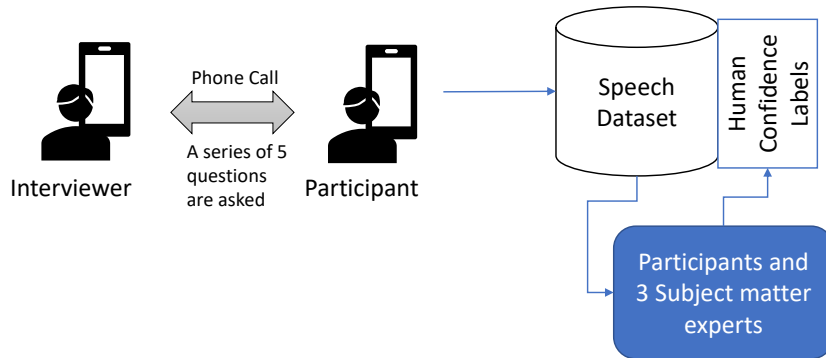 Phone Call
A series of 5
questions
are asked
Interviewer
Participant
Speech
Dataset
Human
Confidence
Labels
Participants and
3 Subject matter
experts